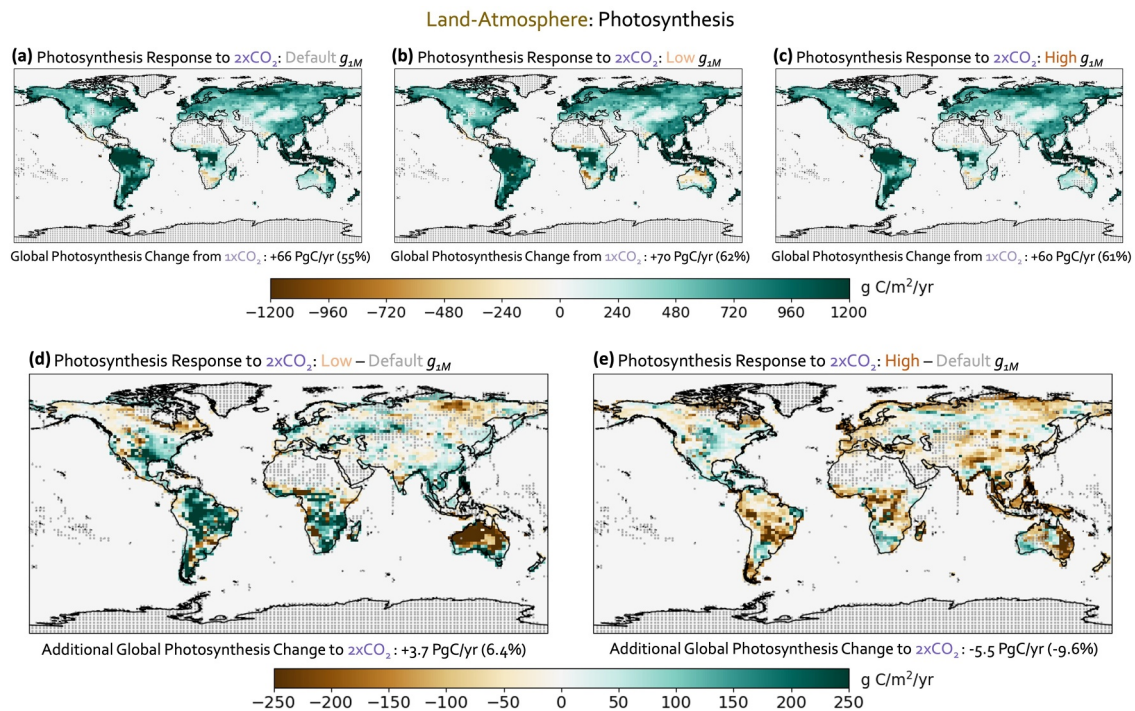 Land-Atmosphere: Photosynthesis
(a) Photosynthesis Response to 2xCO₂: Default g₁M
(b) Photosynthesis Response to 2xCO₂: Low g₁M
(c) Photosynthesis Response to 2xCO₂: High g₁M
Global Photosynthesis Change from 1xCO₂ : +66 PgC/yr (55%)
Global Photosynthesis Change from 1xCO₂ : +70 PgC/yr (62%)
Global Photosynthesis Change from 1xCO₂ : +60 PgC/yr (61%)
g C/m²/yr
−1200 −960 −720 −480 −240 0 240 480 720 960 1200
(d) Photosynthesis Response to 2xCO₂: Low – Default g₁M
(e) Photosynthesis Response to 2xCO₂: High – Default g₁M
Additional Global Photosynthesis Change to 2xCO₂ : +3.7 PgC/yr (6.4%)
Additional Global Photosynthesis Change to 2xCO₂ : -5.5 PgC/yr (-9.6%)
g C/m²/yr
−250 −200 −150 −100 −50 0 50 100 150 200 250